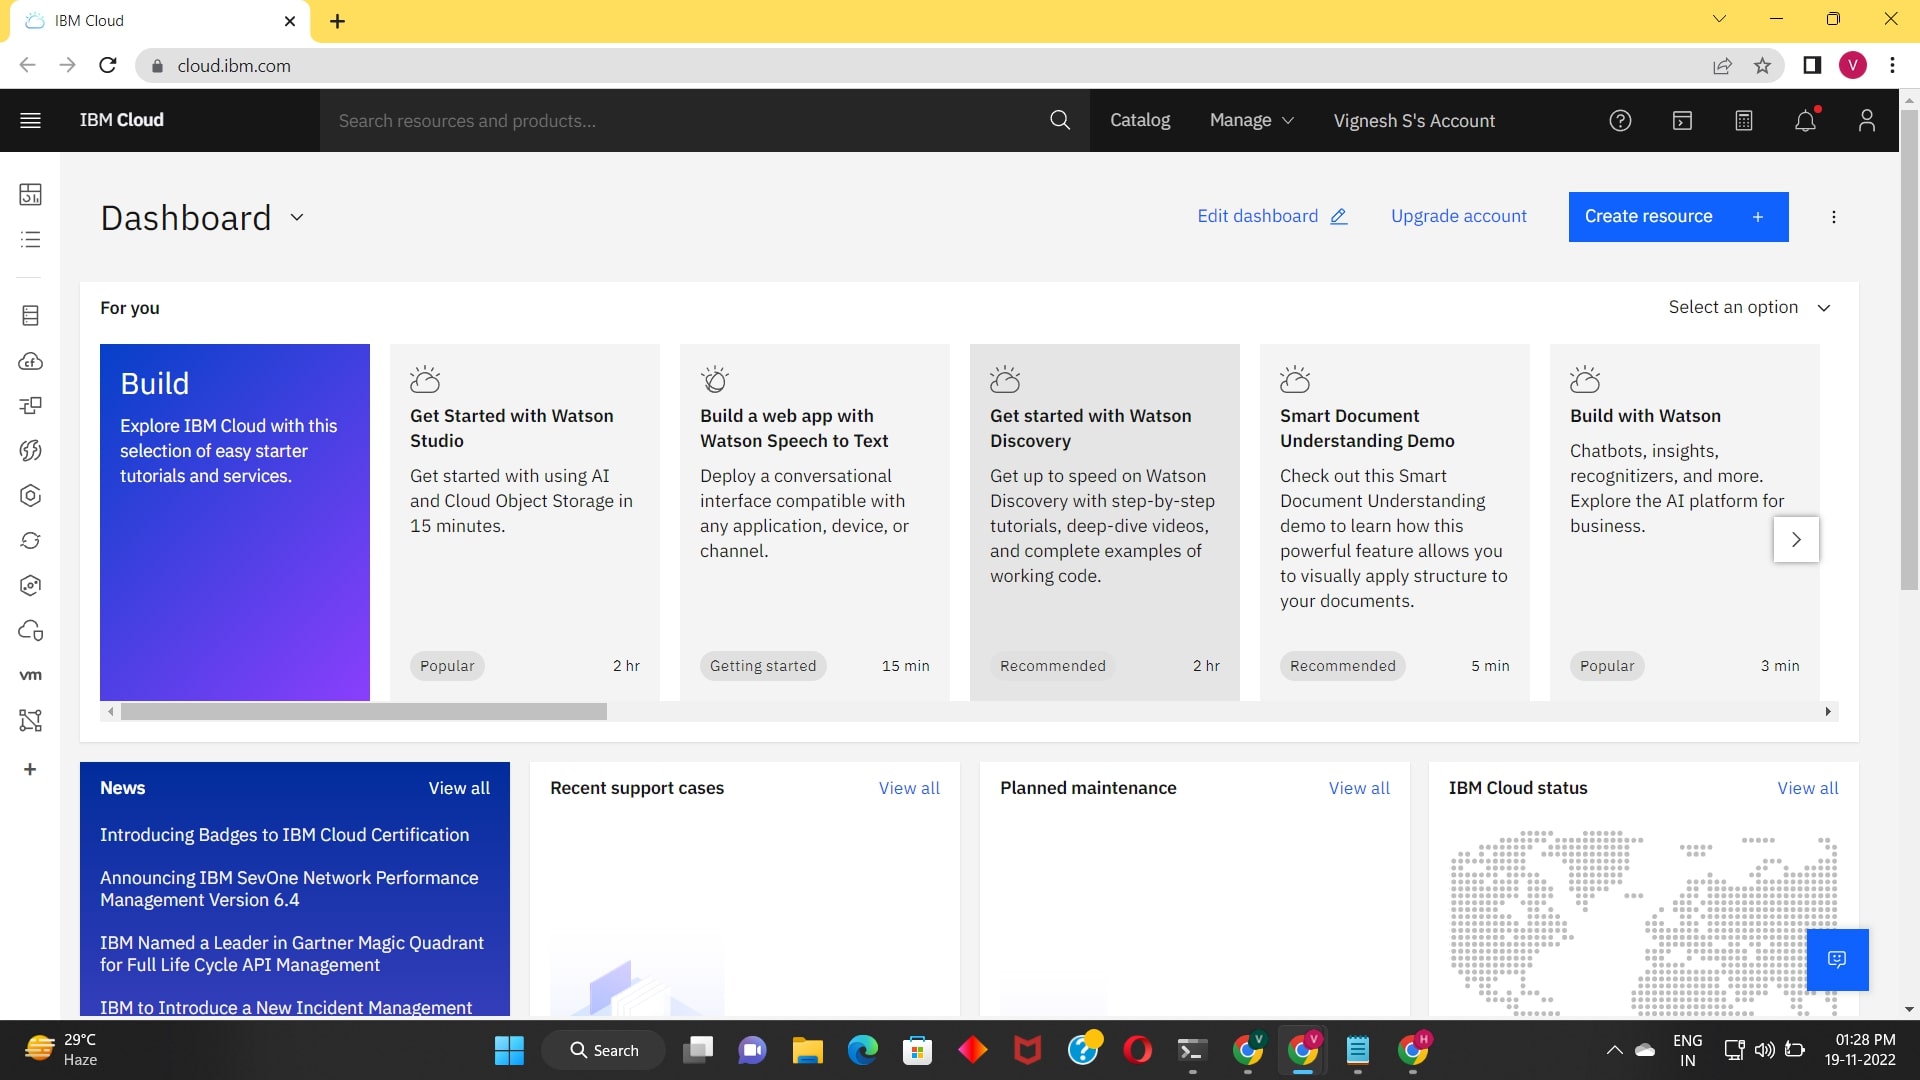 IBM Cloud
cloud.ibm.com
V
IBM Cloud
Search resources and products...
Catalog
Manage
Vignesh S's Account
Dashboard
Edit dashboard
Upgrade account
Create resource +
For you
Select an option
Build
Explore IBM Cloud with this
selection of easy starter
tutorials and services.
Get Started with Watson
Studio
Get started with using AI
and Cloud Object Storage in
15 minutes.
Popular
2 hr
Build a web app with
Watson Speech to Text
Deploy a conversational
interface compatible with
any application, device, or
channel.
Getting started
15 min
Get started with Watson
Discovery
Get up to speed on Watson
Discovery with step-by-step
tutorials, deep-dive videos,
and complete examples of
working code.
Recommended
2 hr
Smart Document
Understanding Demo
Check out this Smart
Document Understanding
demo to learn how this
powerful feature allows you
to visually apply structure to
your documents.
Recommended
5 min
Build with Watson
Chatbots, insights,
recognitizers, and more.
Explore the AI platform for
business.
Popular
3 min
cf
vm
News
View all
Introducing Badges to IBM Cloud Certification
Announcing IBM SevOne Network Performance
Management Version 6.4
IBM Named a Leader in Gartner Magic Quadrant
for Full Life Cycle API Management
IBM to Introduce a New Incident Management
Recent support cases
View all
Planned maintenance
View all
IBM Cloud status
View all
29°C
Haze
Search
V
V
H
ENG
IN
01:28 PM
19-11-2022